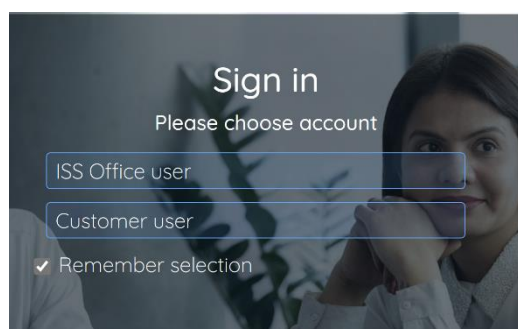 Sign in
Please choose account
ISS Office user
Customer user
Remember selection